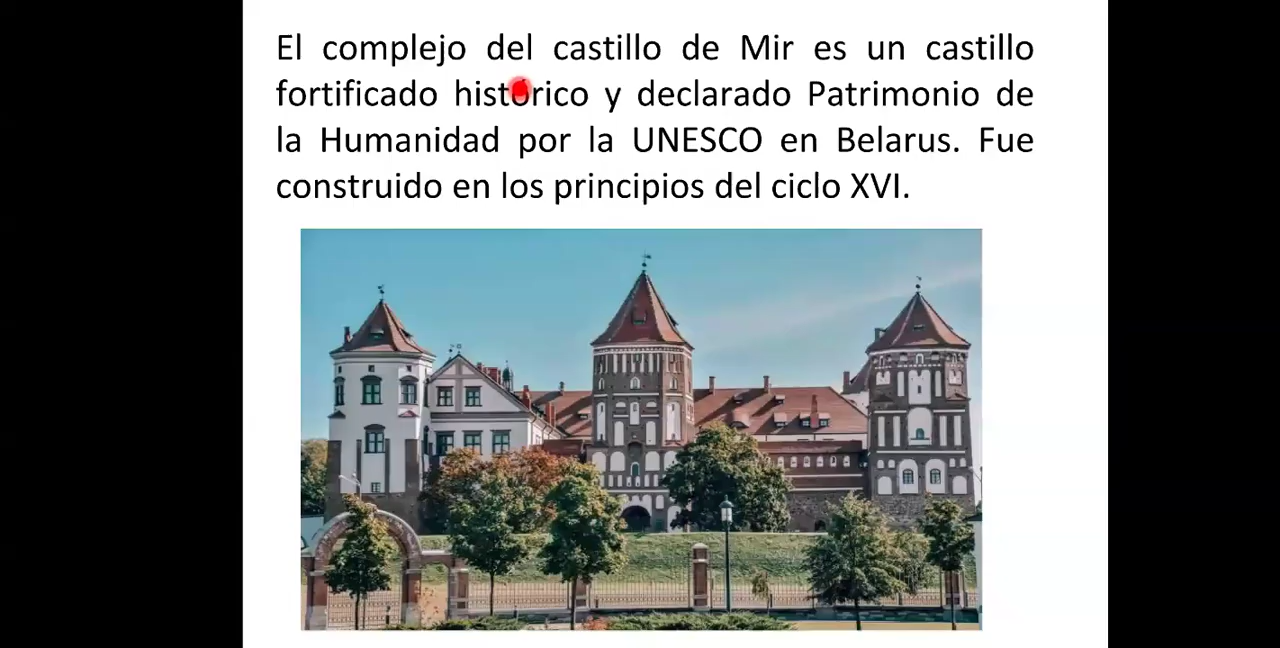 El complejo del castillo de Mir es un castillo
fortificado histórico y declarado Patrimonio de
la Humanidad por la UNESCO en Belarus. Fue
construido en los principios del ciclo XVI.